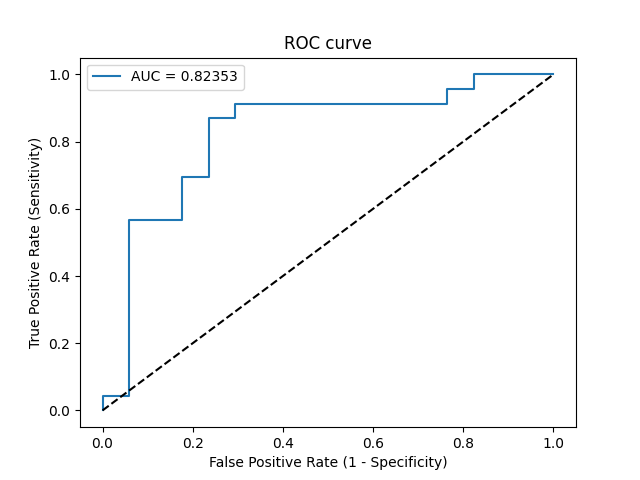 ROC curve
AUC = 0.82353
True Positive Rate (Sensitivity)
1.0
0.8
0.6
0.4
0.2
0.0
0.0 0.2 0.4 0.6 0.8 1.0
False Positive Rate (1 - Specificity)